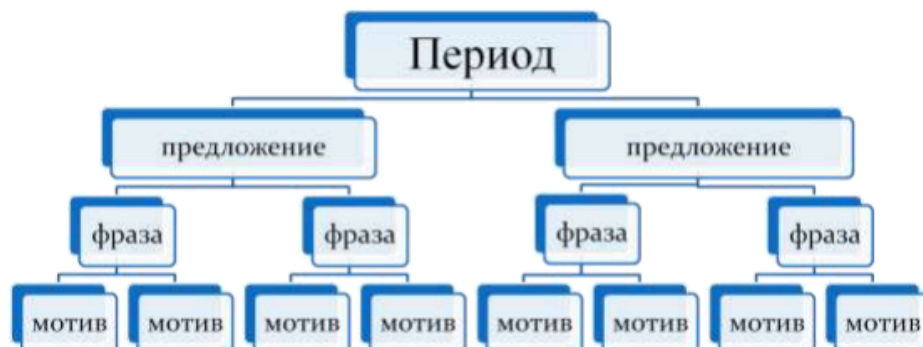 Период
предложение предложение
фраза фраза фраза фраза
мотив мотив мотив мотив мотив мотив мотив мотив